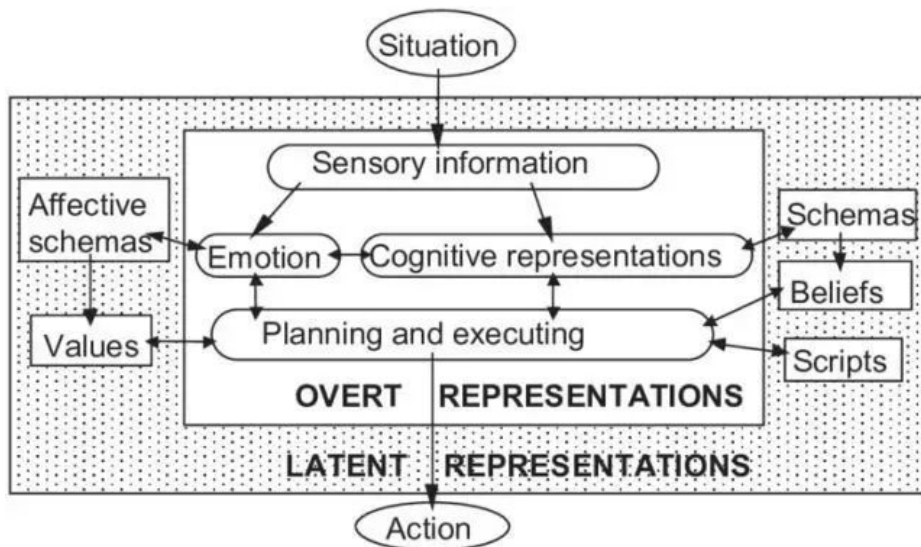 Situation
Sensory information
Affective
schemas
Schemas
Emotion
Cognitive representations
Beliefs
Values
Planning and executing
Scripts
OVERT REPRESENTATIONS
LATENT REPRESENTATIONS
Action